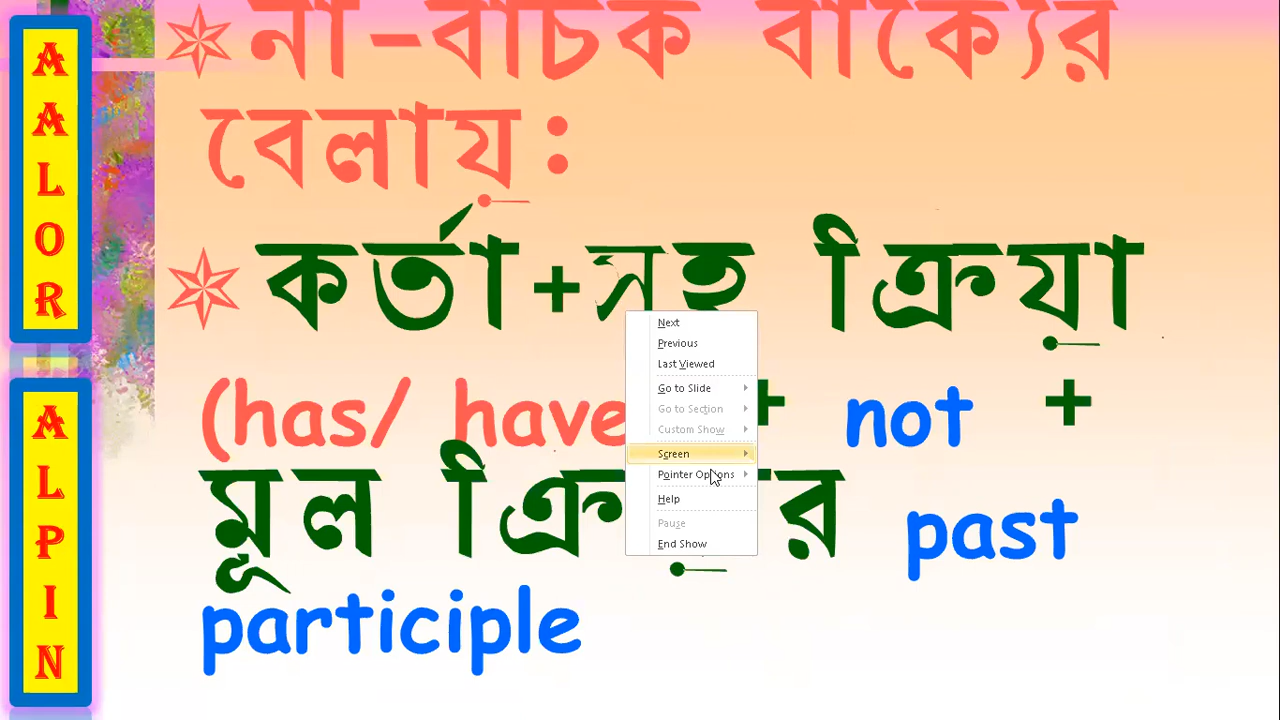 AALOR
ALPIN
না-বাচক বাক্যের
বেলায়:
কর্তা+সহ ক্রিয়া
(has/ have + not +
মূল ক্রিয়ার past
participle
Next
Previous
Last Viewed
Go to Slide
Go to Section
Custom Show
Screen
Pointer Options
Help
Pause
End Show